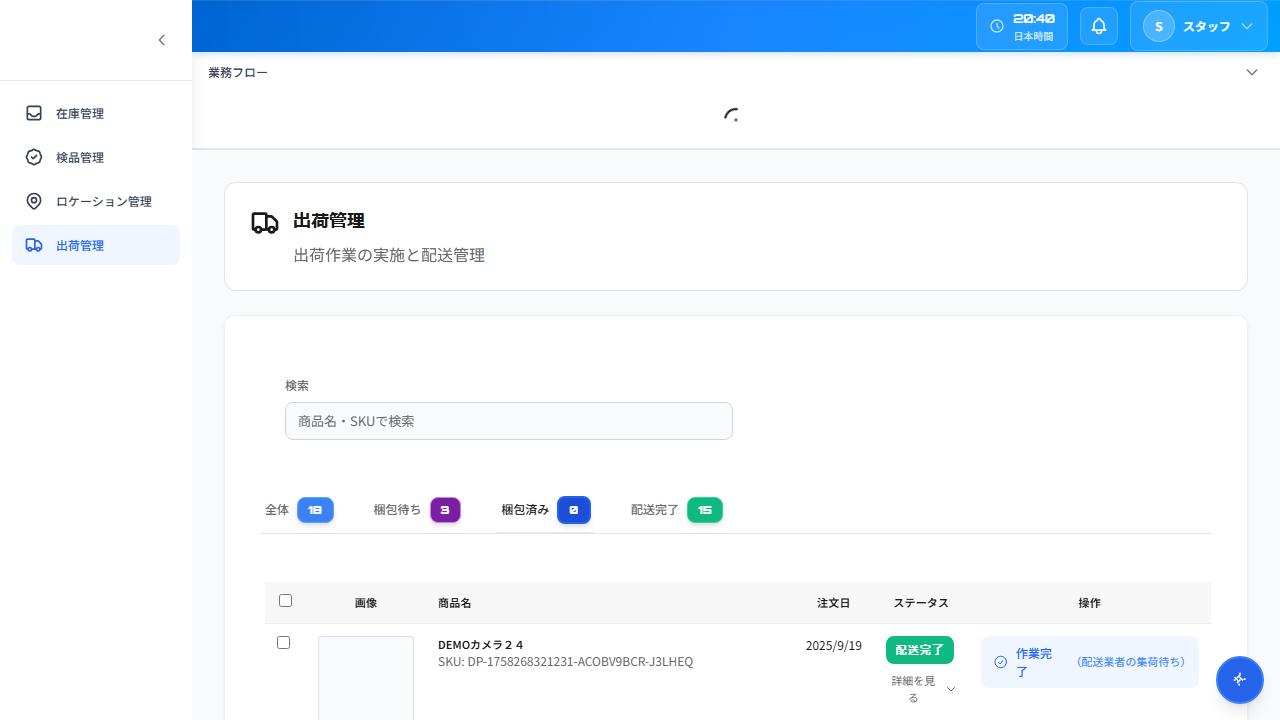 20:40
日本時間
S
スタッフ
業務フロー
在庫管理
検品管理
ロケーション管理
出荷管理
出荷管理
出荷作業の実施と配送管理
検索
商品名・SKUで検索
全体 18
梱包待ち 3
梱包済み 0
配送完了 15
画像 商品名 注文日 ステータス 操作
DEMOカメラ２４
SKU: DP-1758268321231-ACOBV9BCR-J3LHEQ
2025/9/19
配送完了
詳細を見
る
作業完
了
（配送業者の集荷待ち）